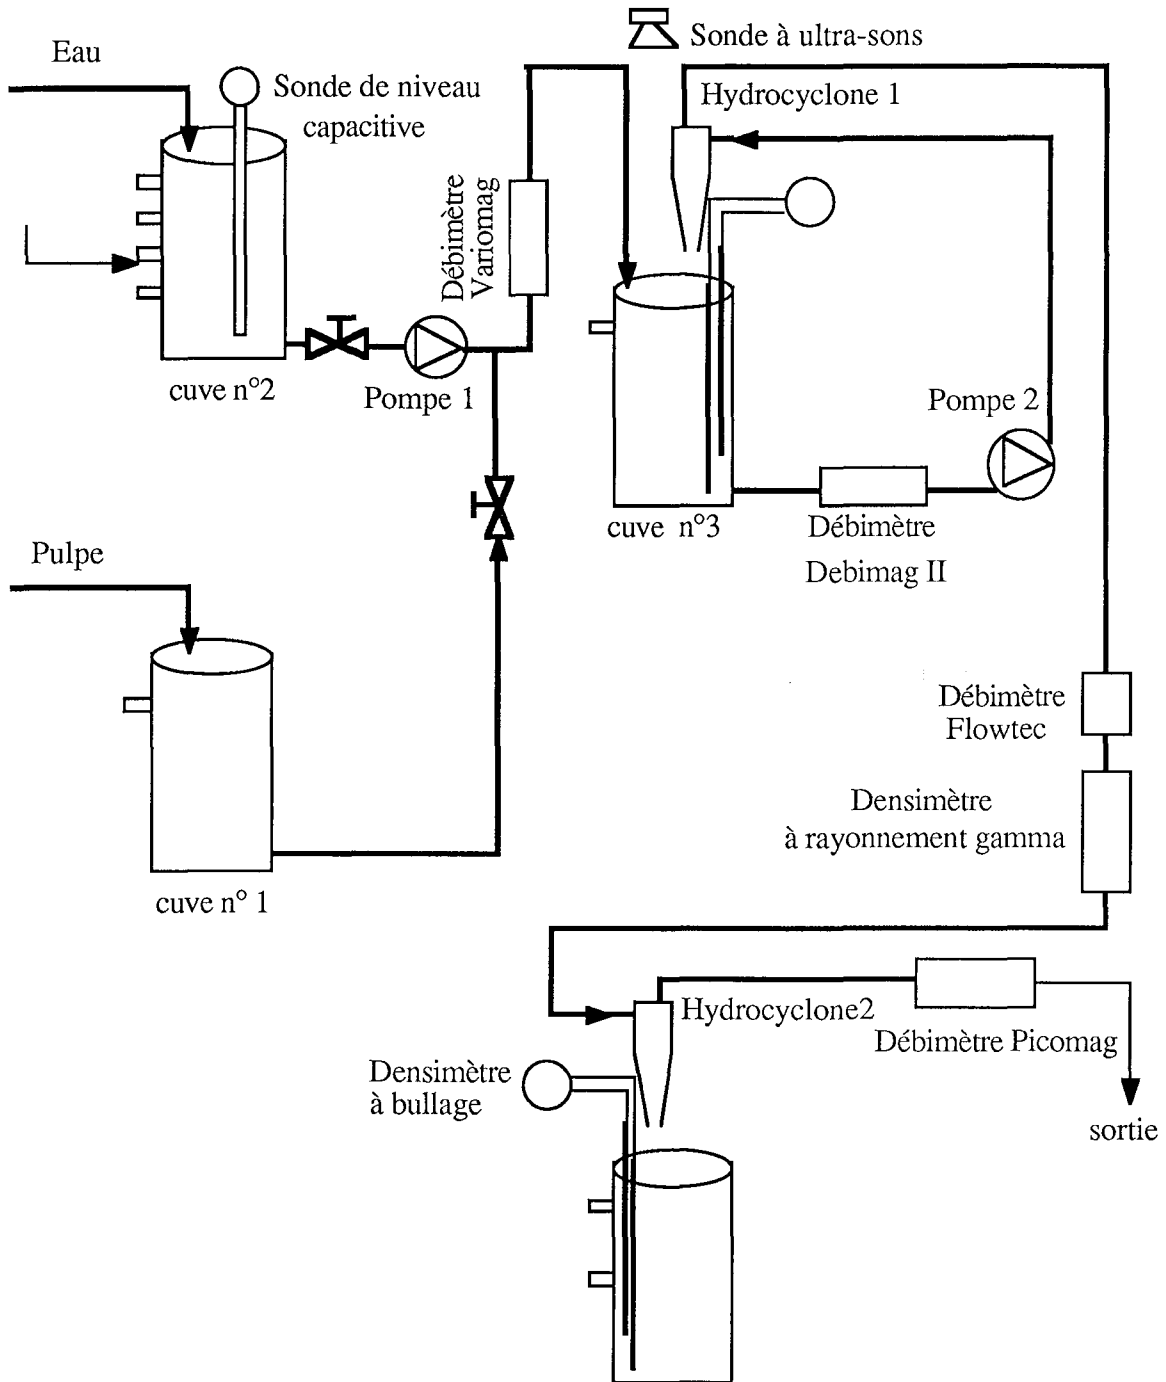 Eau
Sonde de niveau
capacitive
Sonde à ultra-sons
Hydrocyclone 1
Débimètre
Variomag
cuve n°2
Pompe 1
Pompe 2
cuve n°3
Débimètre
Debimag II
Pulpe
cuve n° 1
Débimètre
Flowtec
Densimètre
à rayonnement gamma
Hydrocyclone2
Débimètre Picomag
Densimètre
à bullage
sortie